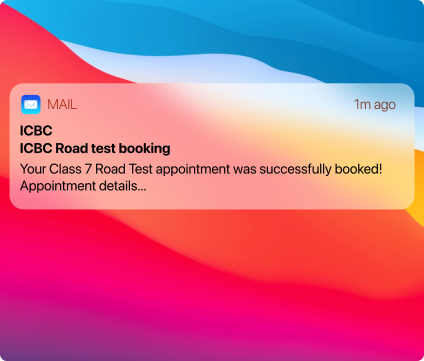 MAIL 1m ago
ICBC
ICBC Road test booking
Your Class 7 Road Test appointment was successfully booked!
Appointment details...